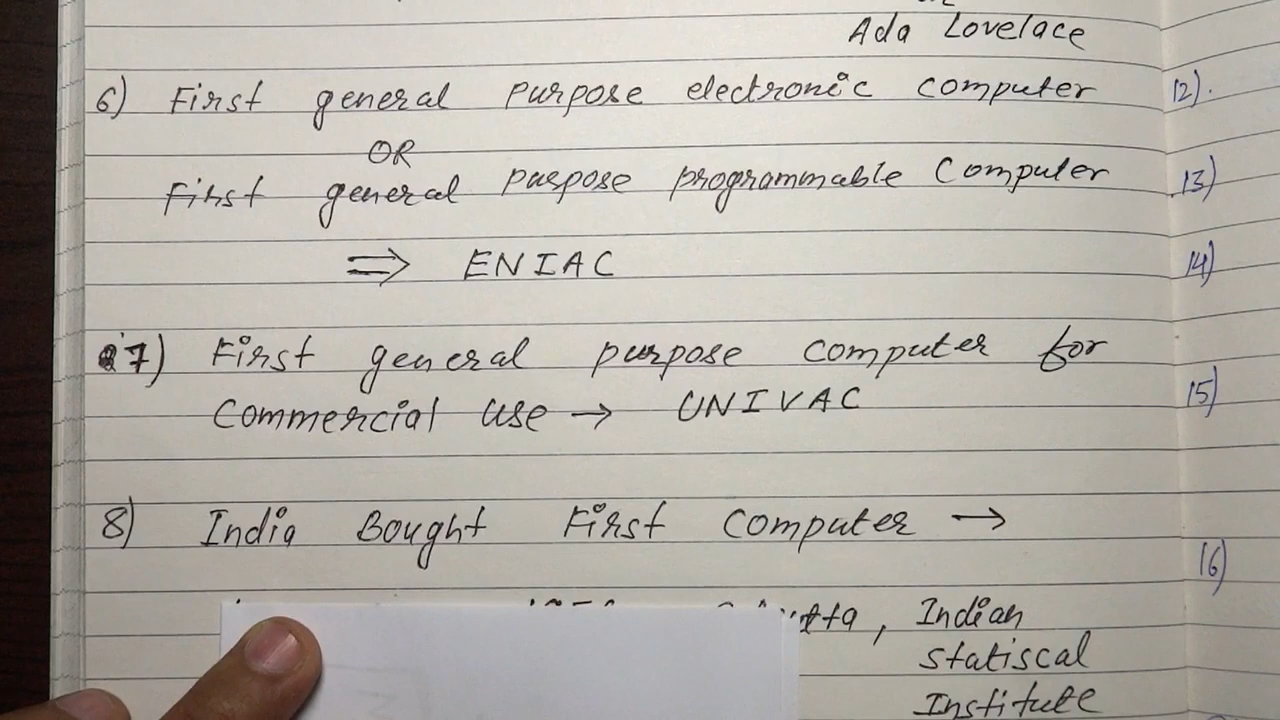 Ada Lovelace
6) First general purpose electronic computer
OR
First general purpose programmable Computer
⇒ ENIAC
7) First general purpose computer for
Commercial use → UNIVAC
8) India Bought First Computer →
, Indian
Statiscal
Institute
12).
13)
14)
15)
16)